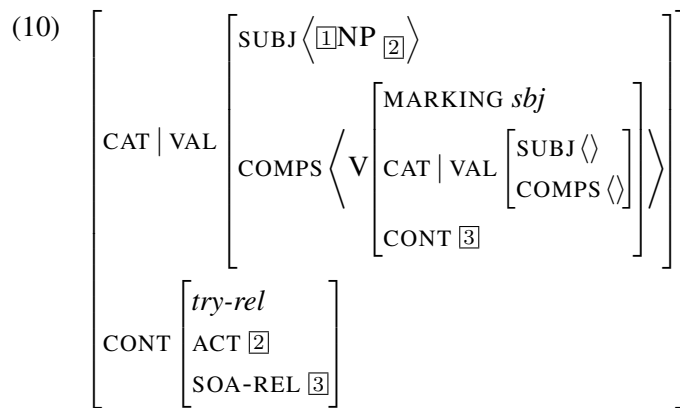 (10)
SUBJ ⟨ 1 NP 2 ⟩
MARKING sbj
CAT | VAL COMPS ⟨ V CAT | VAL SUBJ ⟨⟩ ⟩
COMPS ⟨⟩
CONT 3
try-rel
CONT ACT 2
SOA-REL 3